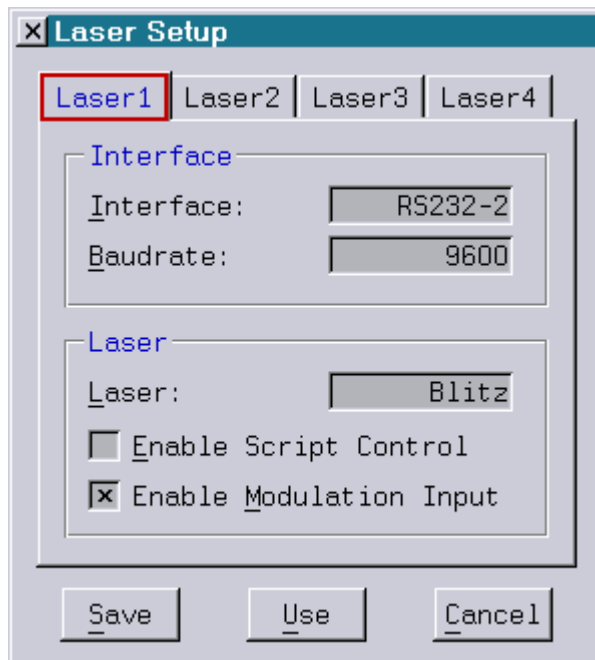 Laser Setup
Laser1 Laser2 Laser3 Laser4
Interface
Interface: RS232-2
Baudrate: 9600
Laser
Laser: Blitz
Enable Script Control
Enable Modulation Input
Save Use Cancel